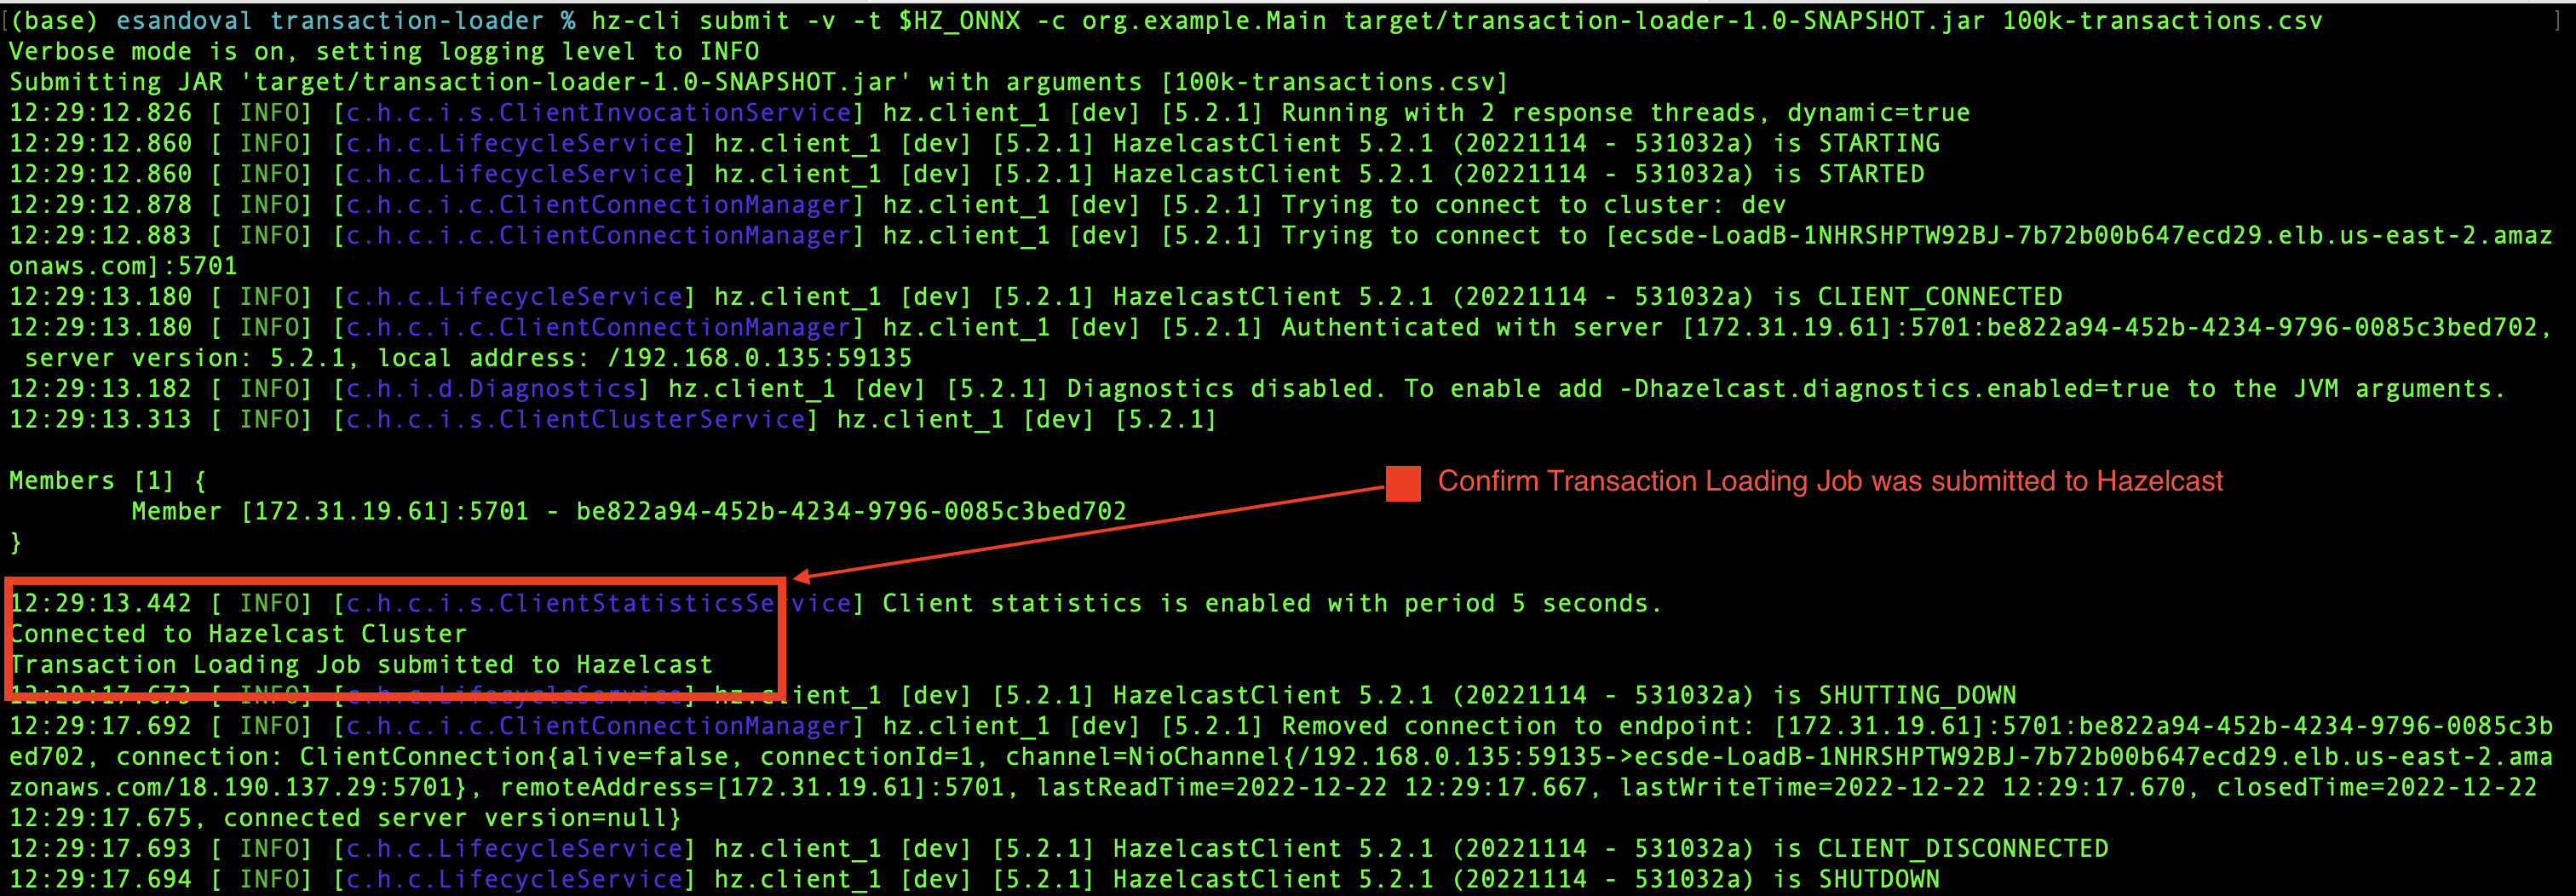 [(base) esandoval transaction-loader % hz-cli submit -v -t $HZ_ONNX -c org.example.Main target/transaction-loader-1.0-SNAPSHOT.jar 100k-transactions.csv ]
Verbose mode is on, setting logging level to INFO
Submitting JAR 'target/transaction-loader-1.0-SNAPSHOT.jar' with arguments [100k-transactions.csv]
12:29:12.826 [ INFO] [c.h.c.i.s.ClientInvocationService] hz.client_1 [dev] [5.2.1] Running with 2 response threads, dynamic=true
12:29:12.860 [ INFO] [c.h.c.LifecycleService] hz.client_1 [dev] [5.2.1] HazelcastClient 5.2.1 (20221114 - 531032a) is STARTING
12:29:12.860 [ INFO] [c.h.c.LifecycleService] hz.client_1 [dev] [5.2.1] HazelcastClient 5.2.1 (20221114 - 531032a) is STARTED
12:29:12.878 [ INFO] [c.h.c.i.c.ClientConnectionManager] hz.client_1 [dev] [5.2.1] Trying to connect to cluster: dev
12:29:12.883 [ INFO] [c.h.c.i.c.ClientConnectionManager] hz.client_1 [dev] [5.2.1] Trying to connect to [ecsde-LoadB-1NHRSHPTW92BJ-7b72b00b647ecd29.elb.us-east-2.amaz
onaws.com]:5701
12:29:13.180 [ INFO] [c.h.c.LifecycleService] hz.client_1 [dev] [5.2.1] HazelcastClient 5.2.1 (20221114 - 531032a) is CLIENT_CONNECTED
12:29:13.180 [ INFO] [c.h.c.i.c.ClientConnectionManager] hz.client_1 [dev] [5.2.1] Authenticated with server [172.31.19.61]:5701:be822a94-452b-4234-9796-0085c3bed702,
 server version: 5.2.1, local address: /192.168.0.135:59135
12:29:13.182 [ INFO] [c.h.i.d.Diagnostics] hz.client_1 [dev] [5.2.1] Diagnostics disabled. To enable add -Dhazelcast.diagnostics.enabled=true to the JVM arguments.
12:29:13.313 [ INFO] [c.h.c.i.s.ClientClusterService] hz.client_1 [dev] [5.2.1]
Members [1] {
Confirm Transaction Loading Job was submitted to Hazelcast
Member [172.31.19.61]:5701 - be822a94-452b-4234-9796-0085c3bed702
}
12:29:13.442 [ INFO] [c.h.c.i.s.ClientStatisticsService] Client statistics is enabled with period 5 seconds.
Connected to Hazelcast Cluster
Transaction Loading Job submitted to Hazelcast
12:29:17.673 [ INFO] [c.h.c.LifecycleService] hz.client_1 [dev] [5.2.1] HazelcastClient 5.2.1 (20221114 - 531032a) is SHUTTING_DOWN
12:29:17.692 [ INFO] [c.h.c.i.c.ClientConnectionManager] hz.client_1 [dev] [5.2.1] Removed connection to endpoint: [172.31.19.61]:5701:be822a94-452b-4234-9796-0085c3b
ed702, connection: ClientConnection{alive=false, connectionId=1, channel=NioChannel{/192.168.0.135:59135->ecsde-LoadB-1NHRSHPTW92BJ-7b72b00b647ecd29.elb.us-east-2.ama
zonaws.com/18.190.137.29:5701}, remoteAddress=[172.31.19.61]:5701, lastReadTime=2022-12-22 12:29:17.667, lastWriteTime=2022-12-22 12:29:17.670, closedTime=2022-12-22
12:29:17.675, connected server version=null}
12:29:17.693 [ INFO] [c.h.c.LifecycleService] hz.client_1 [dev] [5.2.1] HazelcastClient 5.2.1 (20221114 - 531032a) is CLIENT_DISCONNECTED
12:29:17.694 [ INFO] [c.h.c.LifecycleService] hz.client_1 [dev] [5.2.1] HazelcastClient 5.2.1 (20221114 - 531032a) is SHUTDOWN